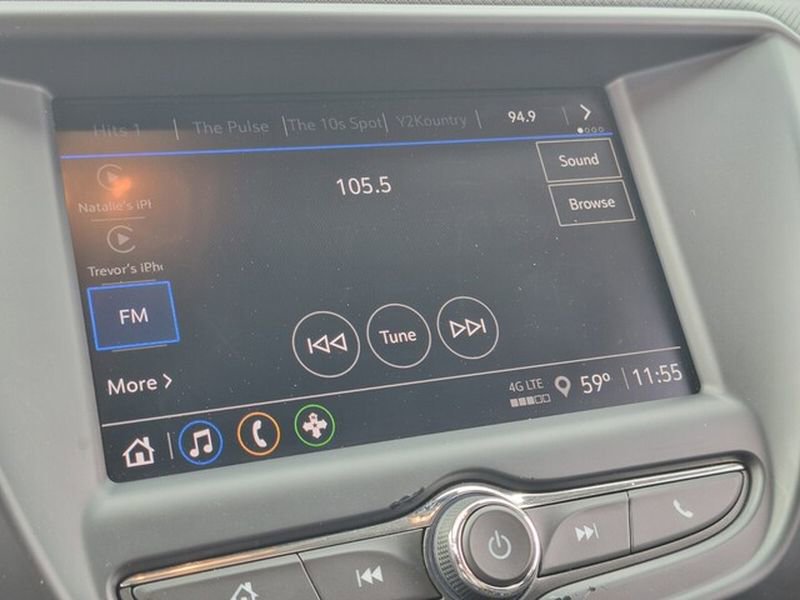 Hits 1 The Pulse The 10s Spot Y2Kountry 94.9
Sound
105.5
Browse
Natalie's iPh
Trevor's iPho
FM
Tune
More
4G LTE 59° 11:55